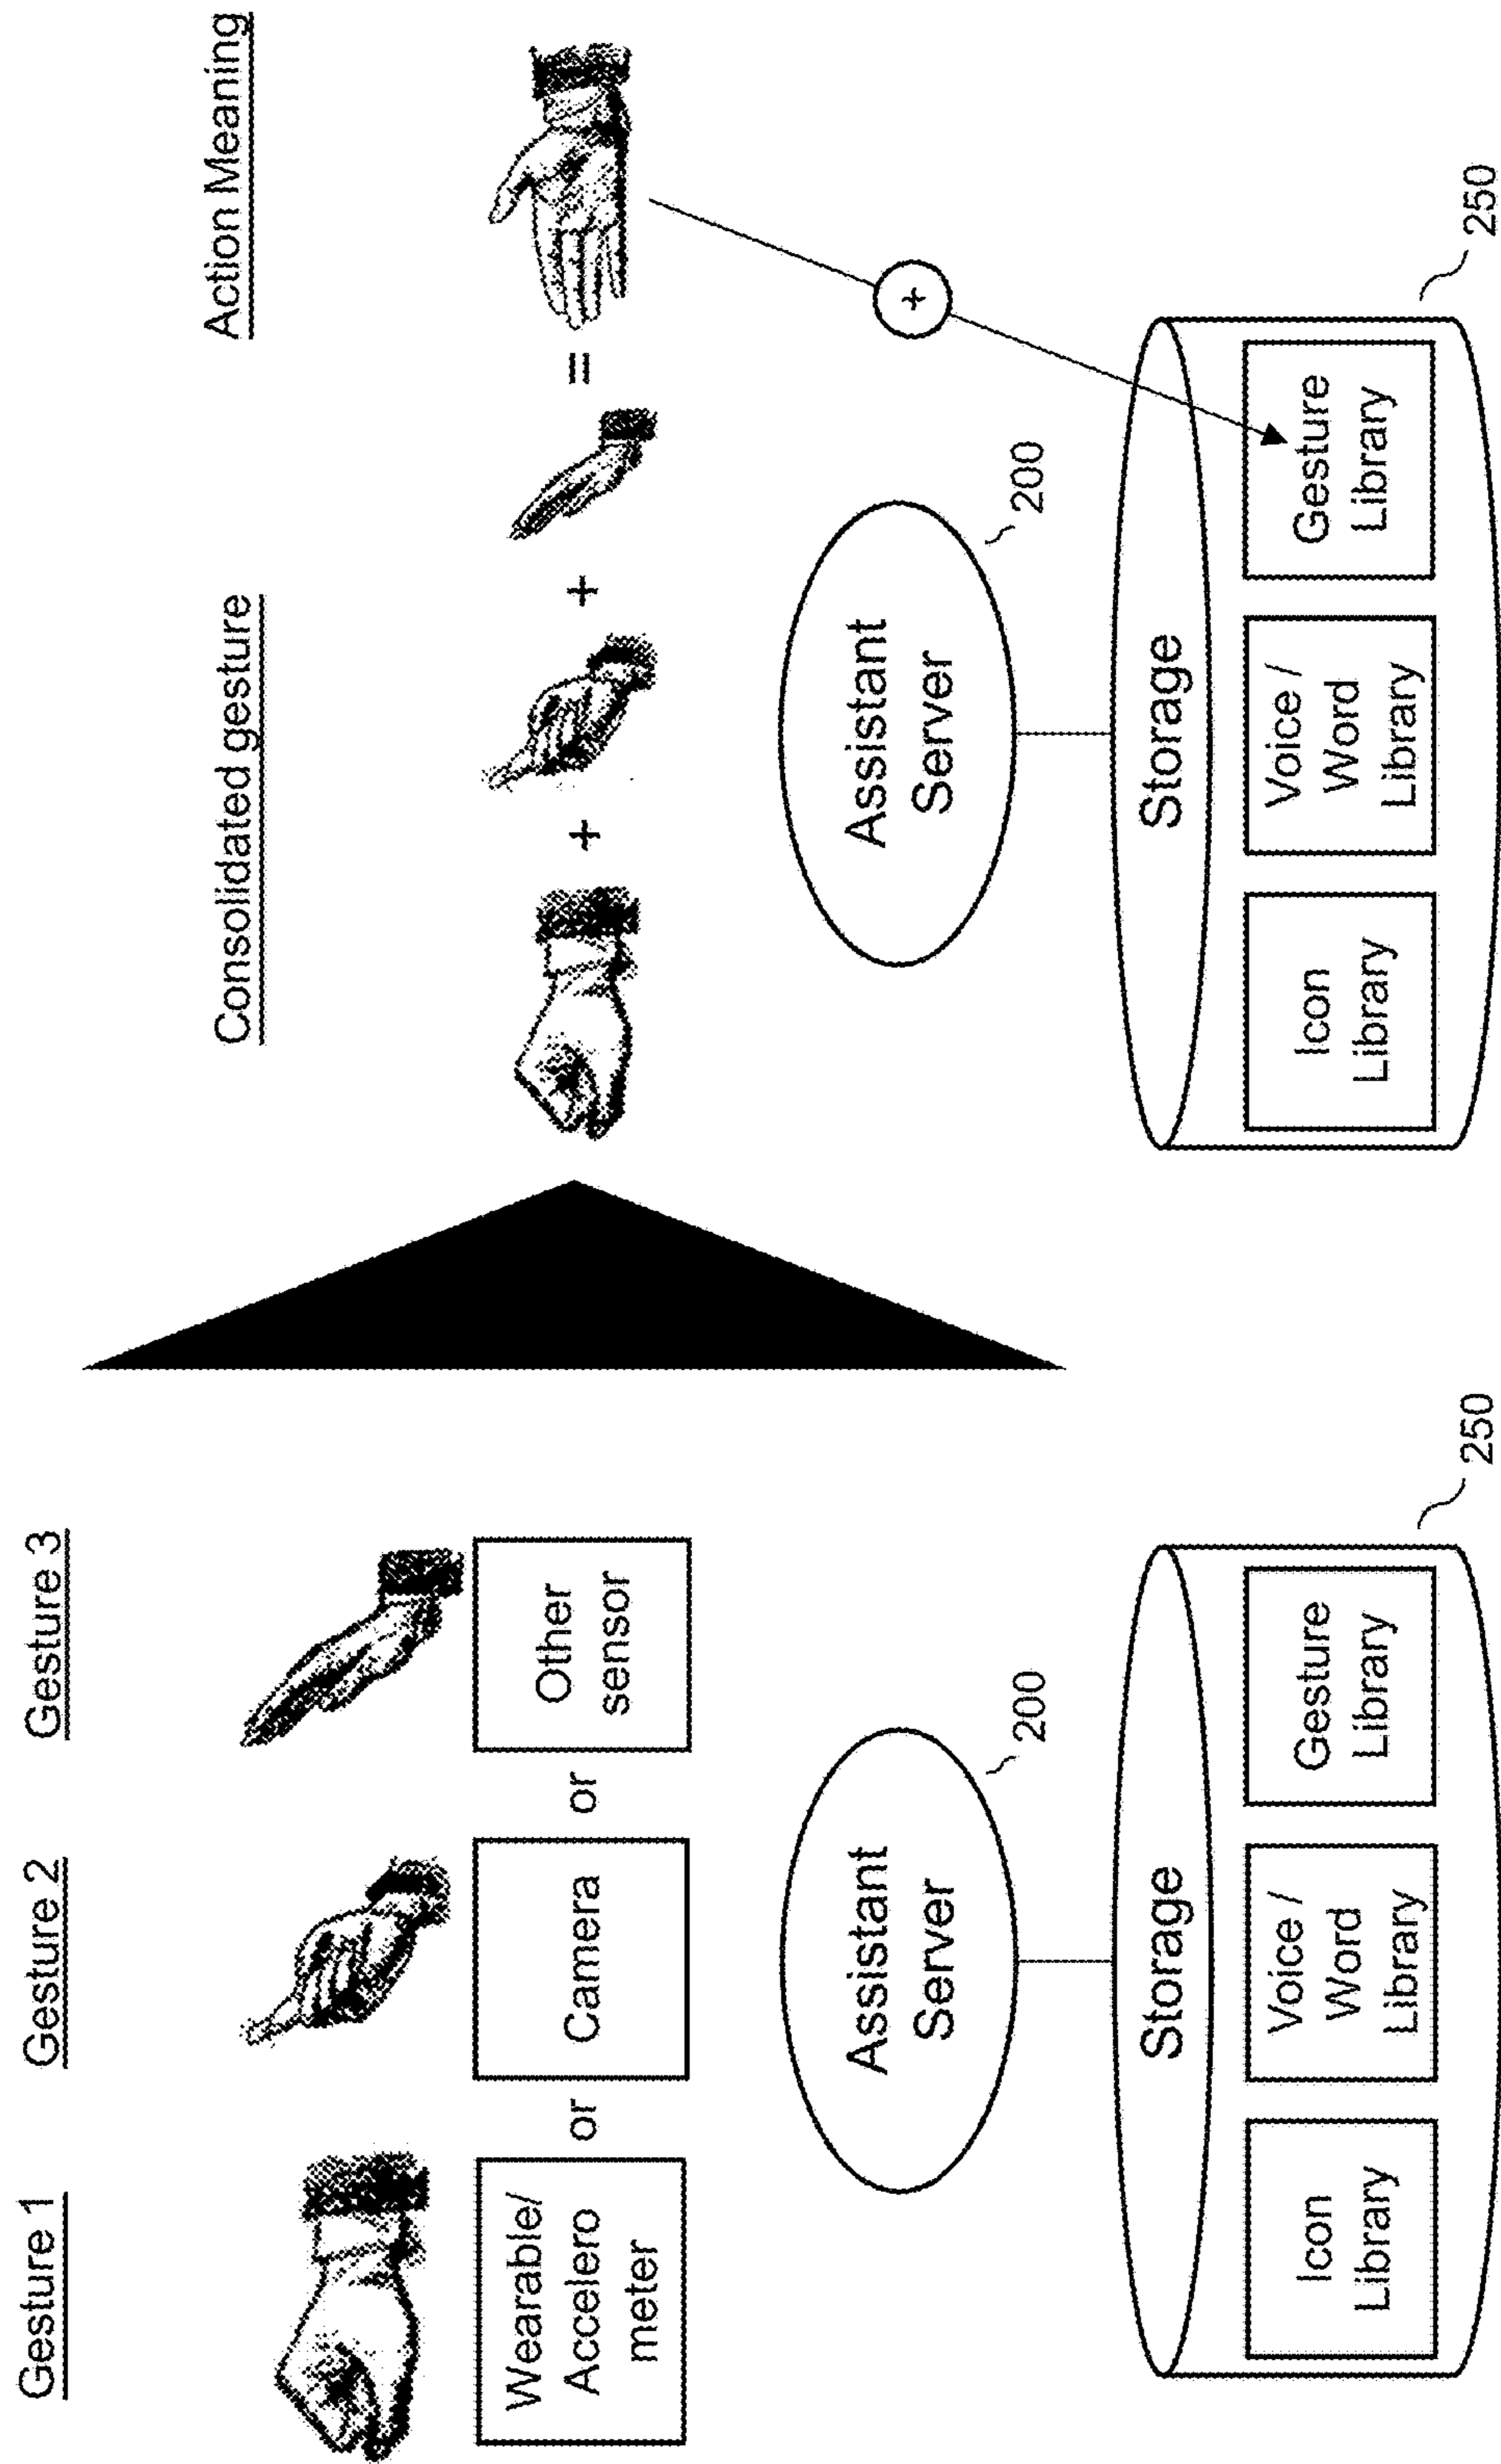 Gesture 1
Gesture 2
Gesture 3
Wearable/
Accelero
meter
or
Camera
or
Other
sensor
Assistant
Server
200
Storage
Icon
Library
Voice /
Word
Library
Gesture
Library
250
Consolidated gesture
Action Meaning
+
+
=
+
Assistant
Server
200
Storage
Icon
Library
Voice /
Word
Library
Gesture
Library
250